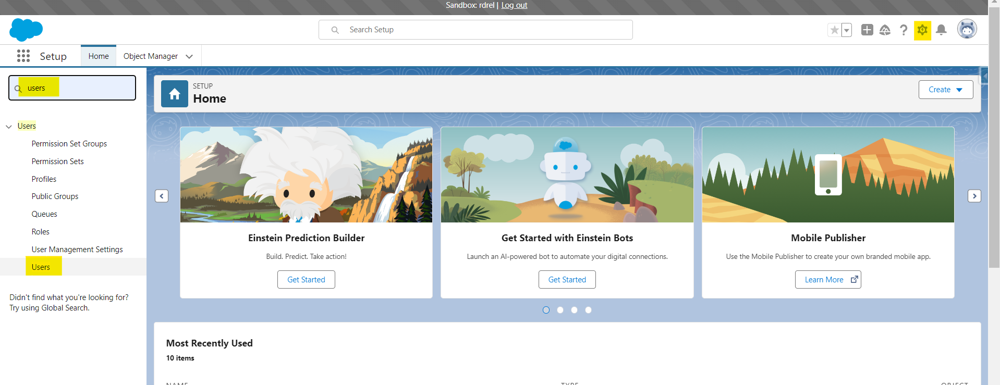 Sandbox: rdrel | Log out
Search Setup
Setup
Home
Object Manager
users
Users
Permission Set Groups
Permission Sets
Profiles
Public Groups
Queues
Roles
User Management Settings
Users
Didn't find what you're looking for?
Try using Global Search.
SETUP
Home
Create
Einstein Prediction Builder
Build. Predict. Take action!
Get Started
Get Started with Einstein Bots
Launch an AI-powered bot to automate your digital connections.
Get Started
Mobile Publisher
Use the Mobile Publisher to create your own branded mobile app.
Learn More
Most Recently Used
10 items
NAME
TYPE
OBJECT